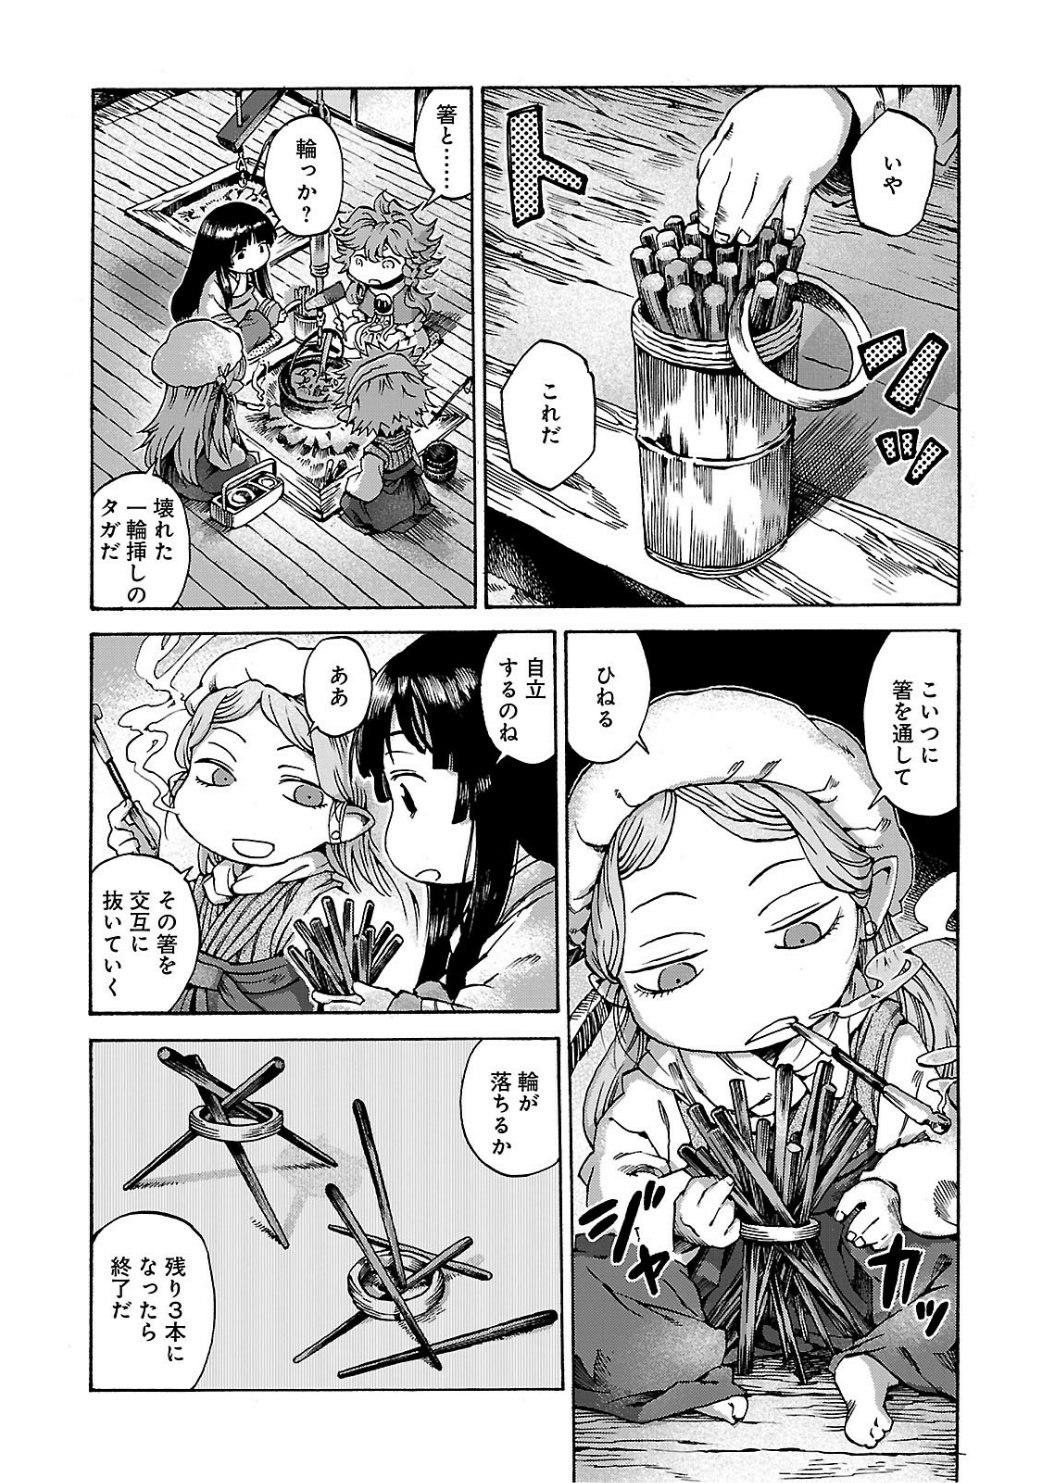 いや
トンッ
これだ
箸と………
輪っか？
壊れた
一輪挿しの
タガだ
こいつに
箸を通して
ひねる
ジャ
カッ
自立
するのね
ああ
その箸を
交互に
抜いていく
輪が
落ちるか
残り３本に
なったら
終了だ